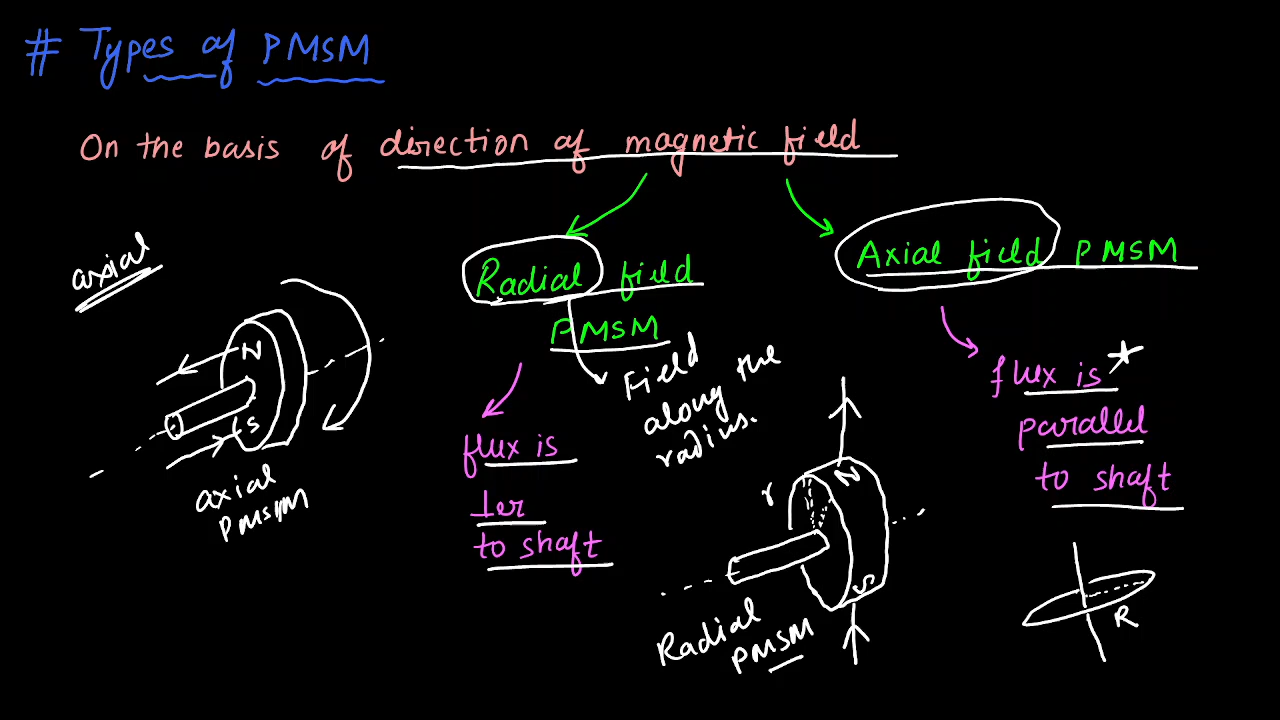 # Types of PMSM
On the basis of direction of magnetic field
axial
N
S
axial
PMSM
Radial field
PMSM
Field
along the
radius.
flux is
⊥er
to shaft
r
N
S
Radial
PMSM
Axial field PMSM
flux is *
parallel
to shaft
R